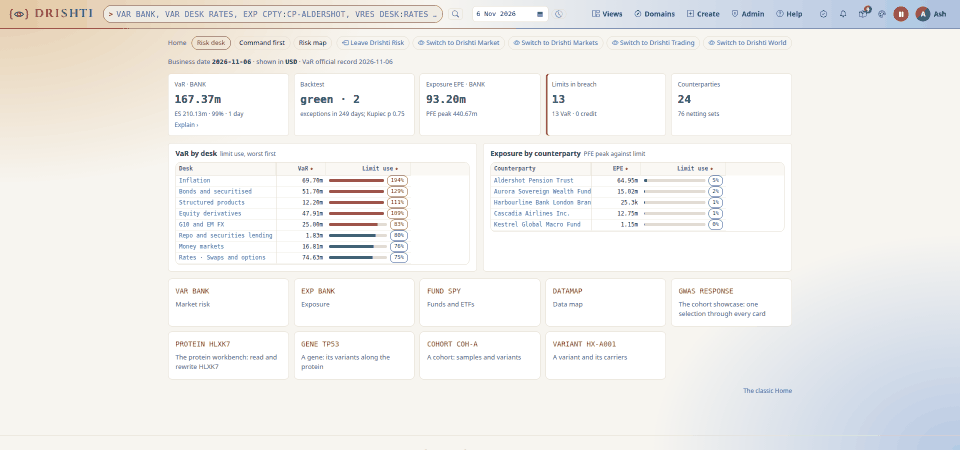 DRISHTI
> VAR BANK, VAR DESK RATES, EXP CPTY:CP-ALDERSHOT, VRES DESK:RATES …
6 Nov 2026
Views
Domains
Create
Admin
Help
A
Ash
Home
Risk desk
Command first
Risk map
Leave Drishti Risk
Switch to Drishti Market
Switch to Drishti Markets
Switch to Drishti Trading
Switch to Drishti World
Business date 2026-11-06 · shown in USD · VaR official record 2026-11-06
VaR · BANK
167.37m
ES 210.13m · 99% · 1 day
Explain ›
Backtest
green · 2
exceptions in 249 days; Kupiec p 0.75
Exposure EPE · BANK
93.20m
PFE peak 440.67m
Limits in breach
13
13 VaR · 0 credit
Counterparties
24
76 netting sets
VaR by desk limit use, worst first
Desk VaR Limit use
Inflation 69.70m 194%
Bonds and securitised 51.70m 129%
Structured products 12.20m 111%
Equity derivatives 47.91m 109%
G10 and EM FX 25.00m 83%
Repo and securities lending 1.83m 80%
Money markets 16.81m 76%
Rates · Swaps and options 74.63m 75%
Exposure by counterparty PFE peak against limit
Counterparty EPE Limit use
Aldershot Pension Trust 64.95m 5%
Aurora Sovereign Wealth Fund 15.02m 2%
Harbourline Bank London Bran 25.3k 1%
Cascadia Airlines Inc. 12.75m 1%
Kestrel Global Macro Fund 1.15m 0%
VAR BANK
Market risk
EXP BANK
Exposure
FUND SPY
Funds and ETFs
DATAMAP
Data map
GWAS RESPONSE
The cohort showcase: one
selection through every card
PROTEIN HLXK7
The protein workbench: read and
rewrite HLXK7
GENE TP53
A gene: its variants along the
protein
COHORT COH-A
A cohort: samples and variants
VARIANT HX-A001
A variant and its carriers
The classic Home